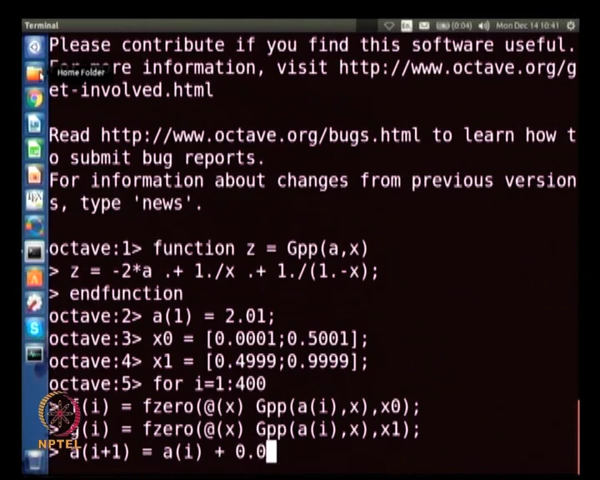 Terminal
En
(0:04)
Mon Dec 14 10:41
Please contribute if you find this software useful.
Home Folder
re information, visit http://www.octave.org/g
et-involved.html
Read http://www.octave.org/bugs.html to learn how t
o submit bug reports.
For information about changes from previous version
s, type 'news'.
octave:1> function z = Gpp(a,x)
> z = -2*a .+ 1./x .+ 1./(1.-x);
> endfunction
octave:2> a(1) = 2.01;
octave:3> x0 = [0.0001;0.5001];
octave:4> x1 = [0.4999;0.9999];
octave:5> for i=1:400
(i) = fzero(@(x) Gpp(a(i),x),x0);
(i) = fzero(@(x) Gpp(a(i),x),x1);
NPTEL
> a(i+1) = a(i) + 0.0